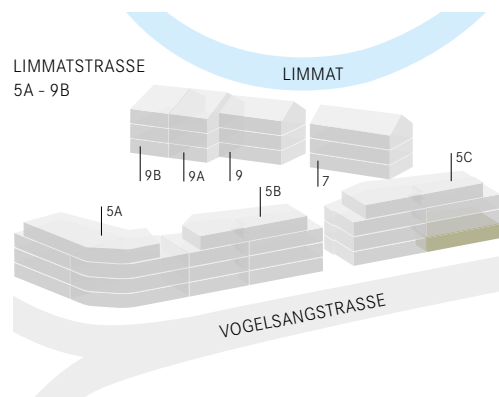 LIMMAT
LIMMATSTRASSE
5A - 9B
9B
9A
9
7
5C
5B
5A
VOGELSANGSTRASSE